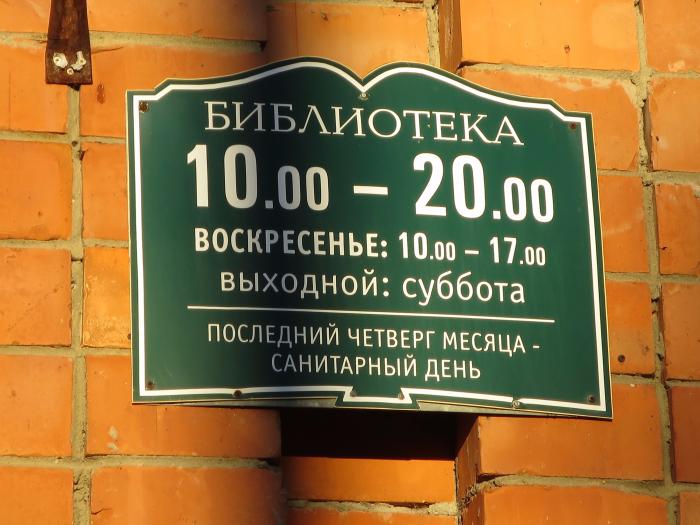 БИБЛИОТЕКА
10.00 – 20.00
ВОСКРЕСЕНЬЕ: 10.00 – 17.00
выходной: суббота
ПОСЛЕДНИЙ ЧЕТВЕРГ МЕСЯЦА -
САНИТАРНЫЙ ДЕНЬ